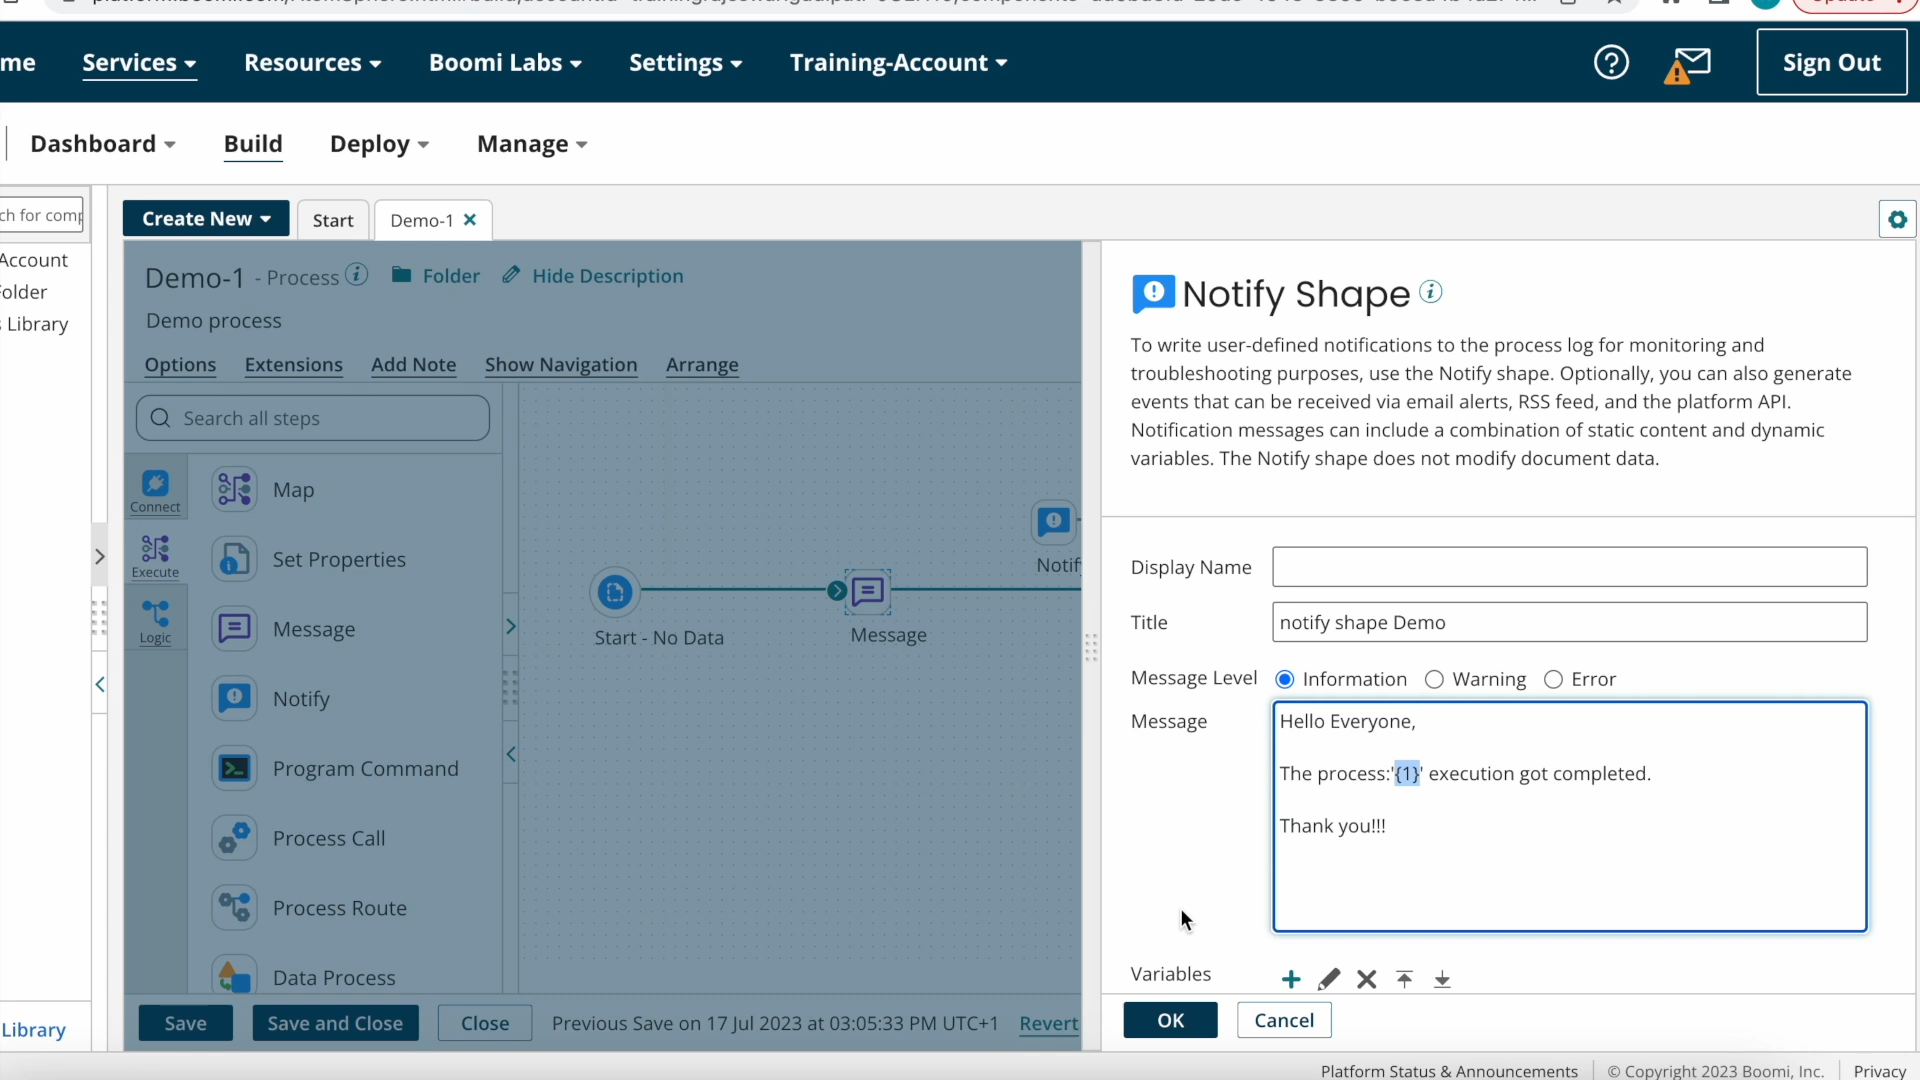 me
Services
Resources
Boomi Labs
Settings
Training-Account
Sign Out
Dashboard
Build
Deploy
Manage
ch for comp
Create New
Start
Demo-1
Account
older
Library
Demo-1 - Process
Folder
Hide Description
Demo process
Options
Extensions
Add Note
Show Navigation
Arrange
Search all steps
Connect
Execute
Logic
Map
Set Properties
Message
Notify
Program Command
Process Call
Process Route
Data Process
Start - No Data
Message
Notif
Notify Shape
To write user-defined notifications to the process log for monitoring and
troubleshooting purposes, use the Notify shape. Optionally, you can also generate
events that can be received via email alerts, RSS feed, and the platform API.
Notification messages can include a combination of static content and dynamic
variables. The Notify shape does not modify document data.
Display Name
Title
notify shape Demo
Message Level
Information
Warning
Error
Message
Hello Everyone,
The process:'{1}' execution got completed.
Thank you!!!
Variables
OK
Cancel
Library
Save
Save and Close
Close
Previous Save on 17 Jul 2023 at 03:05:33 PM UTC+1
Revert
Platform Status & Announcements
© Copyright 2023 Boomi, Inc.
Privacy